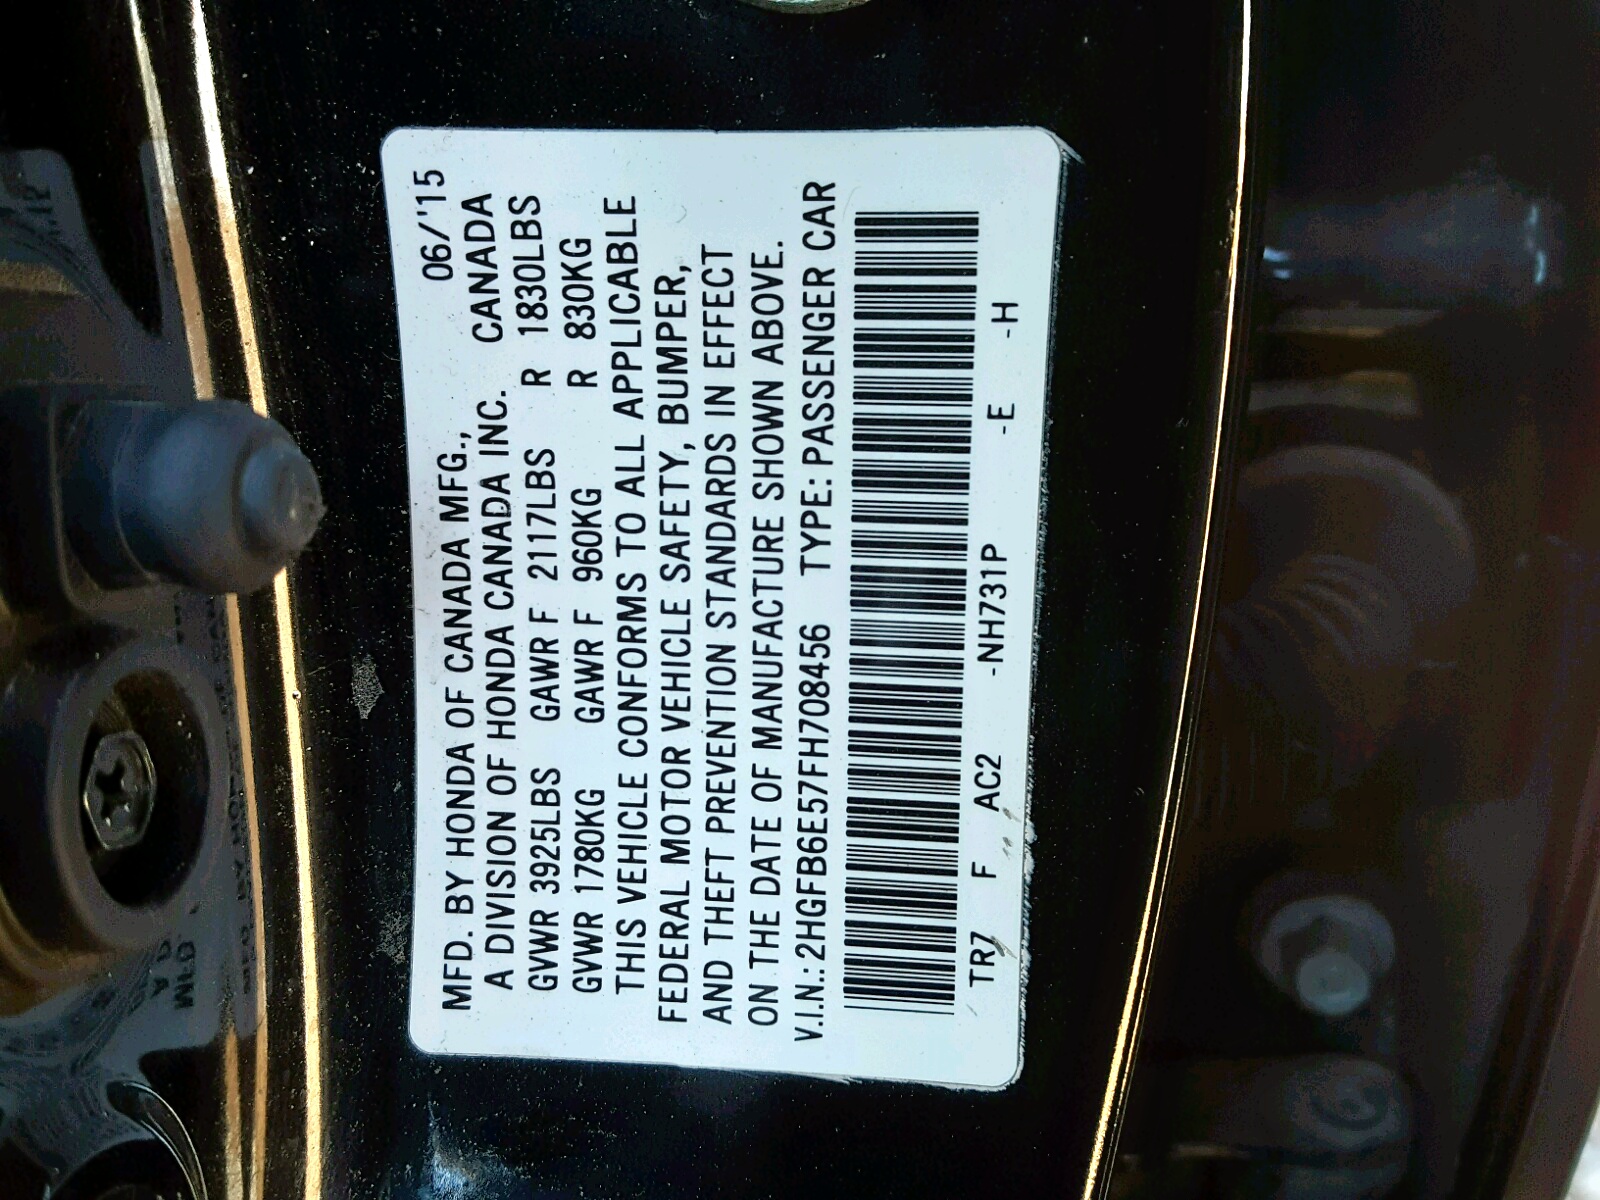 MFD. BY HONDA OF CANADA MFG., 06/'15
A DIVISION OF HONDA CANADA INC. CANADA
GVWR 3925LBS GAWR F 2117LBS R 1830LBS
GVWR 1780KG GAWR F 960KG R 830KG
THIS VEHICLE CONFORMS TO ALL APPLICABLE
FEDERAL MOTOR VEHICLE SAFETY, BUMPER,
AND THEFT PREVENTION STANDARDS IN EFFECT
ON THE DATE OF MANUFACTURE SHOWN ABOVE.
V.I.N.: 2HGFB6E57FH708456 TYPE: PASSENGER CAR
TR7 F AC2 -NH731P -E -H